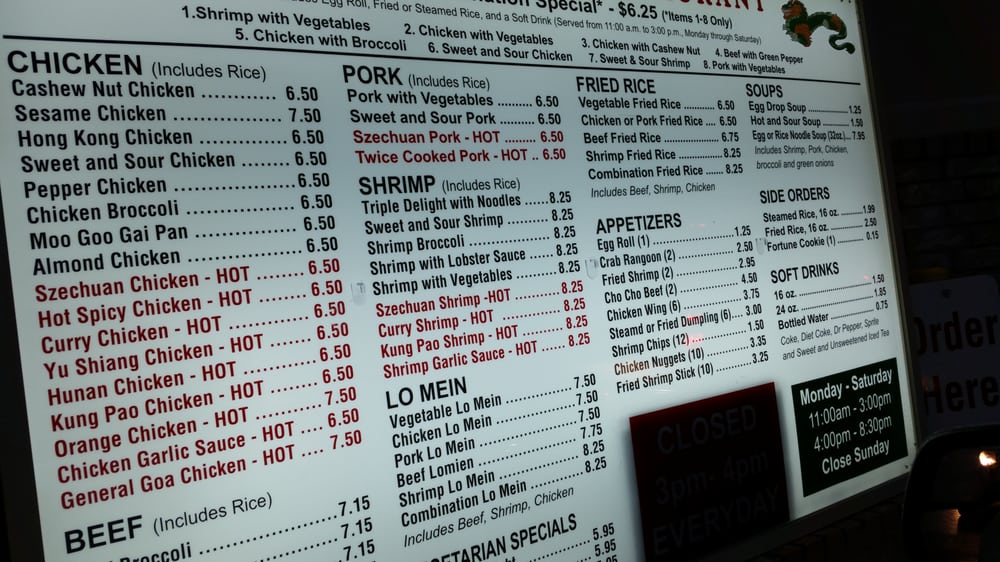 URANT
nation Special* - $6.25 (*Items 1-8 Only)
Egg Roll, Fried or Steamed Rice, and a Soft Drink (Served from 11:00 a.m. to 3:00 p.m., Monday through Saturday)
1.Shrimp with Vegetables 2. Chicken with Vegetables 3. Chicken with Cashew Nut 4. Beef with Green Pepper
5. Chicken with Broccoli 6. Sweet and Sour Chicken 7. Sweet & Sour Shrimp 8. Pork with Vegetables
CHICKEN (Includes Rice)
Cashew Nut Chicken ............ 6.50
Sesame Chicken ............ 7.50
Hong Kong Chicken ............ 6.50
Sweet and Sour Chicken ............ 6.50
Pepper Chicken ............ 6.50
Chicken Broccoli ............ 6.50
Moo Goo Gai Pan ............ 6.50
Almond Chicken ............ 6.50
Szechuan Chicken - HOT ........ 6.50
Hot Spicy Chicken - HOT ....... 6.50
Curry Chicken - HOT ............ 6.50
Yu Shiang Chicken - HOT ....... 6.50
Hunan Chicken - HOT ............ 6.50
Kung Pao Chicken - HOT ........ 6.50
Orange Chicken - HOT ............ 7.50
Chicken Garlic Sauce - HOT .... 6.50
General Goa Chicken - HOT .... 7.50
BEEF (Includes Rice)
Broccoli ............ 7.15
7.15
7.15
PORK (Includes Rice)
Pork with Vegetables .......... 6.50
Sweet and Sour Pork ............ 6.50
Szechuan Pork - HOT ............ 6.50
Twice Cooked Pork - HOT .. 6.50
SHRIMP (Includes Rice)
Triple Delight with Noodles ......8.25
Sweet and Sour Shrimp ............ 8.25
Shrimp Broccoli ............ 8.25
Shrimp with Lobster Sauce ...... 8.25
Shrimp with Vegetables ............ 8.25
Szechuan Shrimp -HOT ............ 8.25
Curry Shrimp - HOT ............ 8.25
Kung Pao Shrimp - HOT ......... 8.25
Shrimp Garlic Sauce - HOT ..... 8.25
LO MEIN
Vegetable Lo Mein ............ 7.50
Chicken Lo Mein ............ 7.50
Pork Lo Mein ............ 7.50
Beef Lomien ............ 7.75
Shrimp Lo Mein ............ 8.25
Combination Lo Mein ............ 8.25
Includes Beef, Shrimp, Chicken
ETARIAN SPECIALS
5.95
5.95
FRIED RICE
Vegetable Fried Rice ........... 6.50
Chicken or Pork Fried Rice .... 6.50
Beef Fried Rice ............ 6.75
Shrimp Fried Rice ............ 8.25
Combination Fried Rice ...... 8.25
Includes Beef, Shrimp, Chicken
APPETIZERS
Egg Roll (1) ............ 1.25
Crab Rangoon (2) ............ 2.50
Fried Shrimp (2) ............ 2.95
Cho Cho Beef (2) ............ 4.50
Chicken Wing (6) ............ 3.75
Steamd or Fried Dumpling (6).... 3.00
Shrimp Chips (12) ............ 1.50
Chicken Nuggets (10) ............ 3.35
Fried Shrimp Stick (10) ............ 3.25
CLOSED
3pm- 4pm
EVERYDAY
SOUPS
Egg Drop Soup ............ 1.25
Hot and Sour Soup ............ 1.50
Egg or Rice Noodle Soup (32oz.).... 7.95
Includes Shrimp, Pork, Chicken,
broccoli and green onions
SIDE ORDERS
Steamed Rice, 16 oz. .......... 1.99
Fried Rice, 16 oz. ............ 2.50
Fortune Cookie (1) ............ 0.15
SOFT DRINKS
16 oz. ............ 1.50
24 oz. ............ 1.85
Bottled Water ............ 0.75
Coke, Diet Coke, Dr Pepper, Sprite
and Sweet and Unsweetened Iced Tea
Monday - Saturday
11:00am - 3:00pm
4:00pm - 8:30pm
Close Sunday
Order
Here